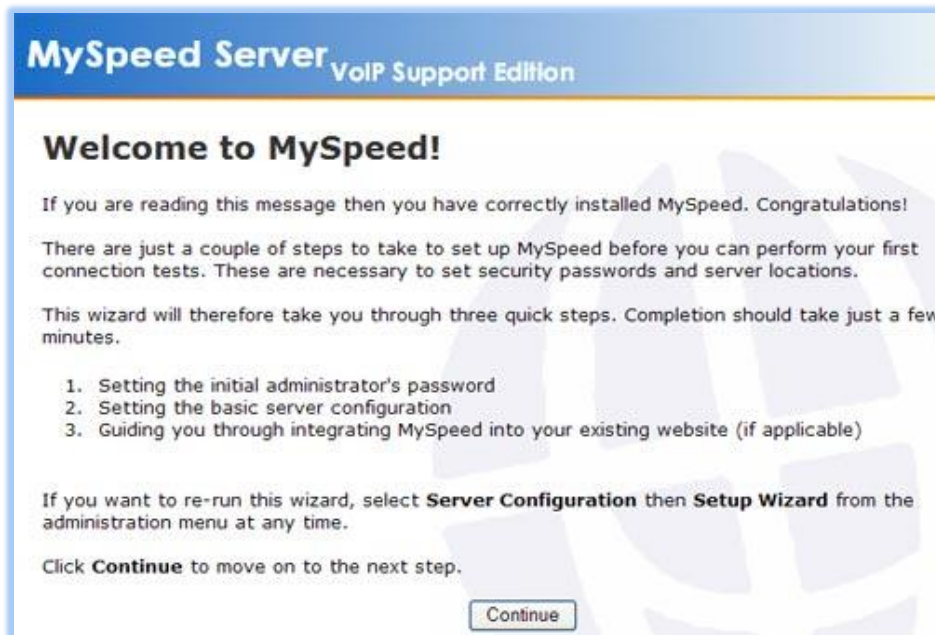 MySpeed Server VoIP Support Edition
Welcome to MySpeed!
If you are reading this message then you have correctly installed MySpeed. Congratulations!
There are just a couple of steps to take to set up MySpeed before you can perform your first
connection tests. These are necessary to set security passwords and server locations.
This wizard will therefore take you through three quick steps. Completion should take just a few
minutes.
1. Setting the initial administrator's password
2. Setting the basic server configuration
3. Guiding you through integrating MySpeed into your existing website (if applicable)
If you want to re-run this wizard, select Server Configuration then Setup Wizard from the
administration menu at any time.
Click Continue to move on to the next step.
Continue